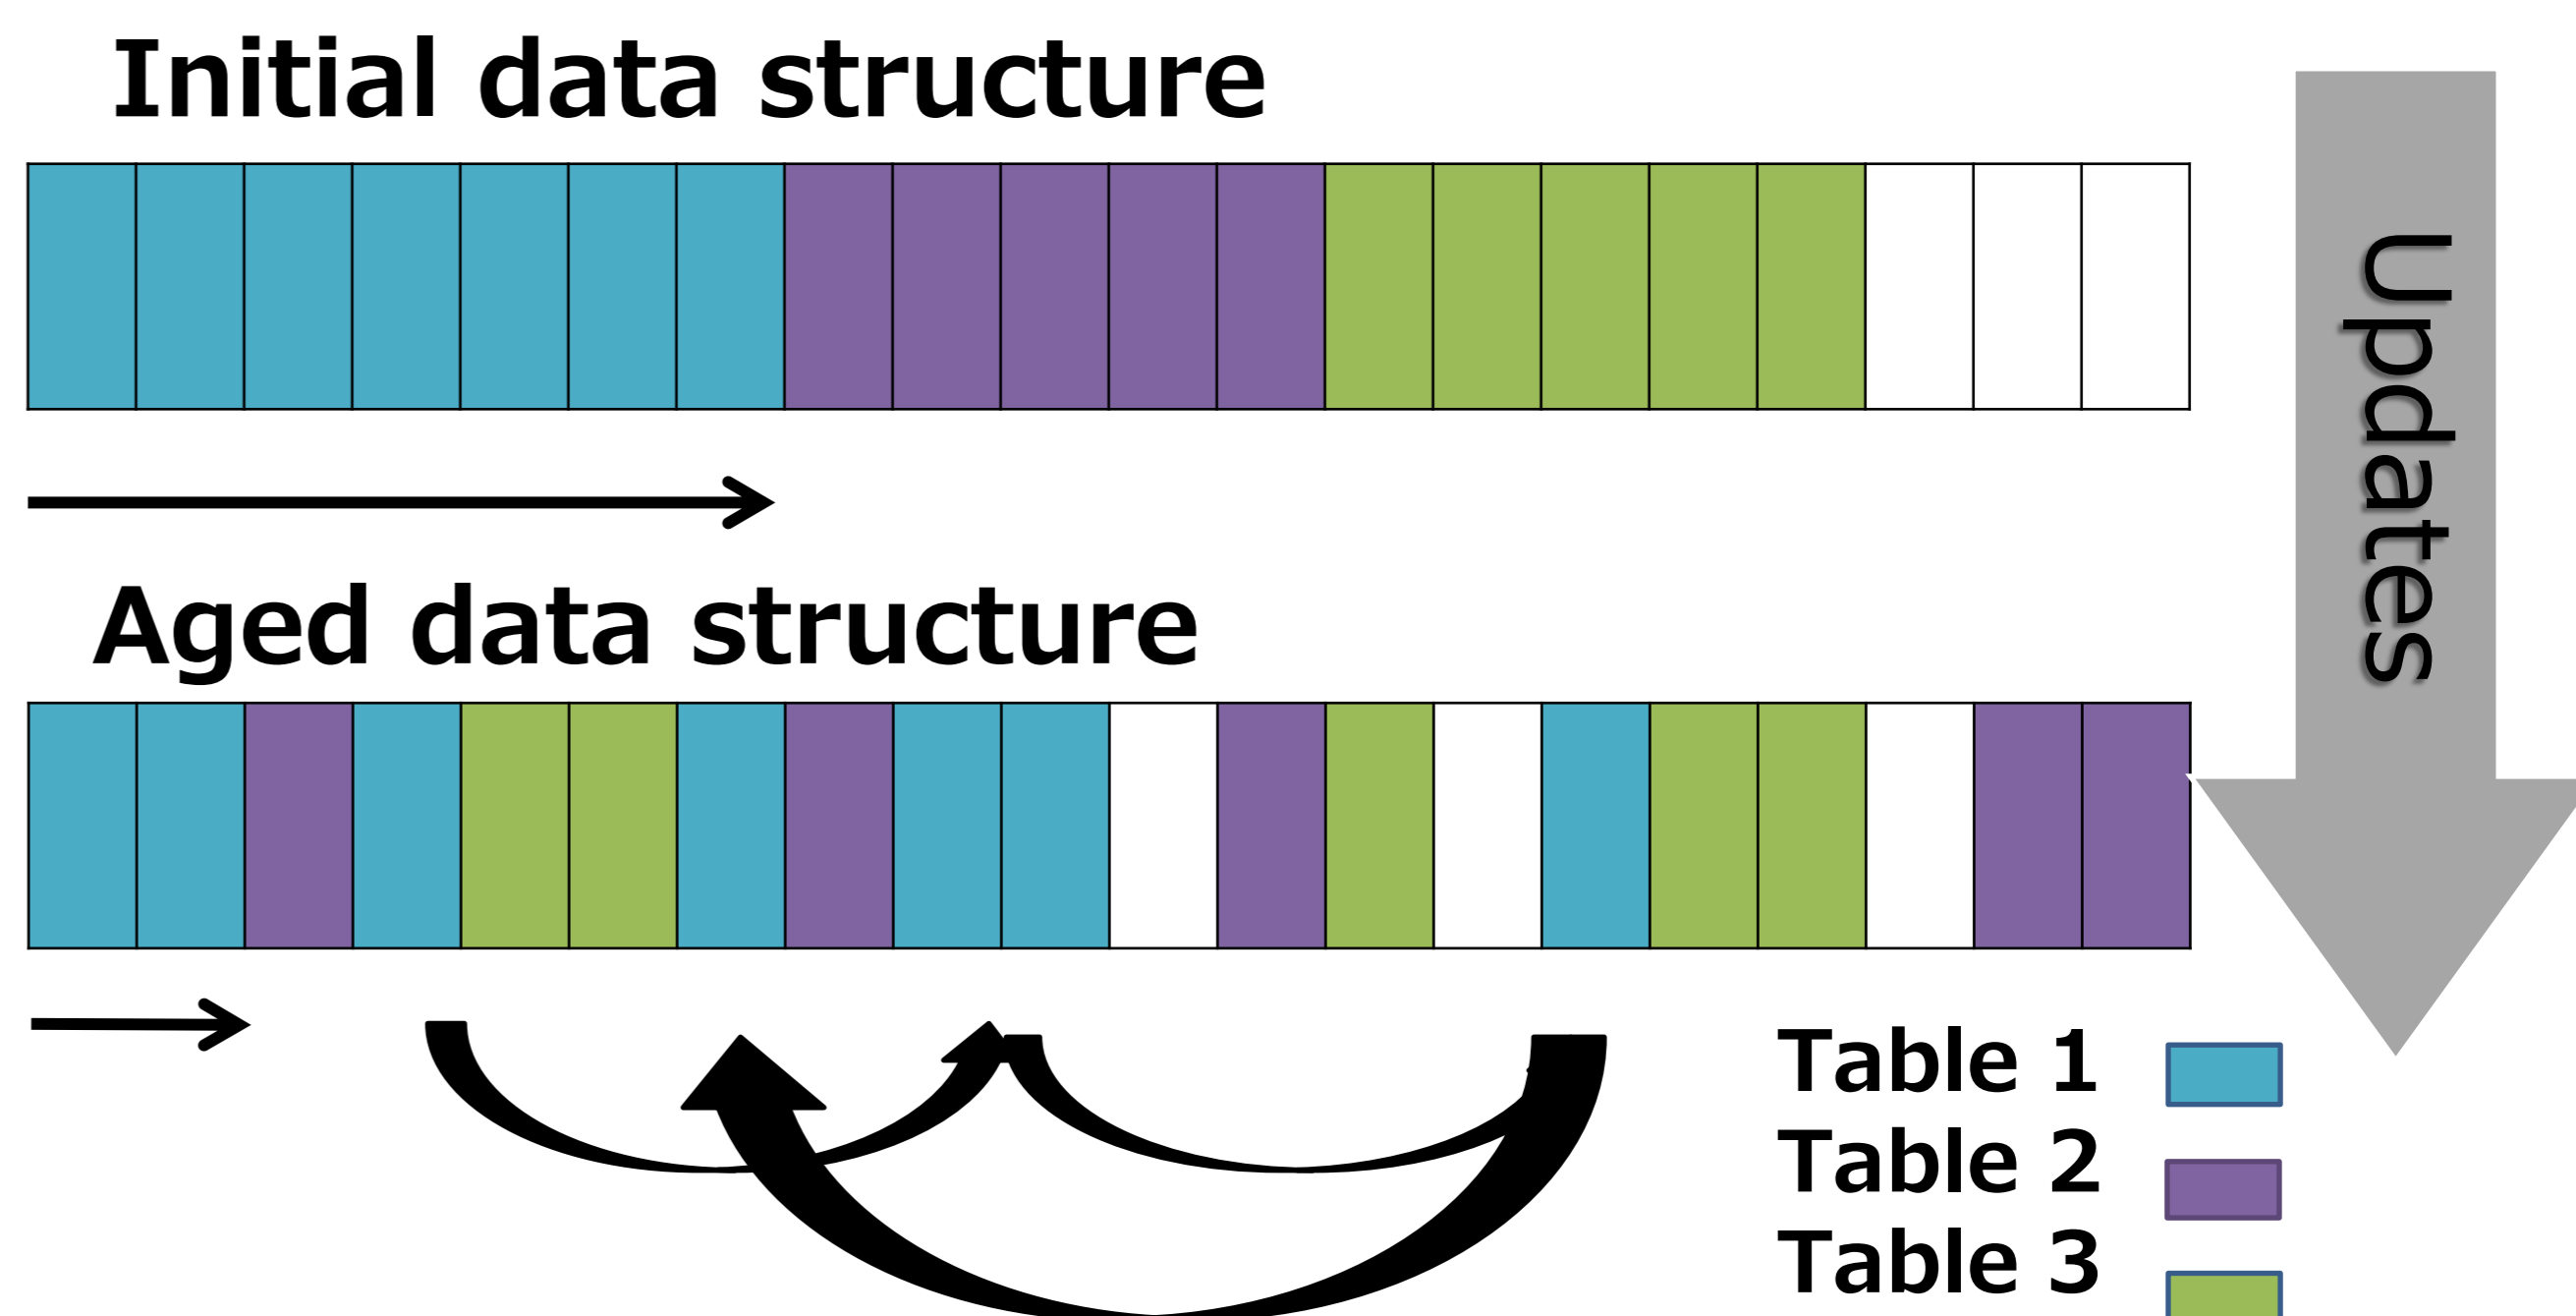 Initial data structure
Updates
Aged data structure
Table 1
Table 2
Table 3